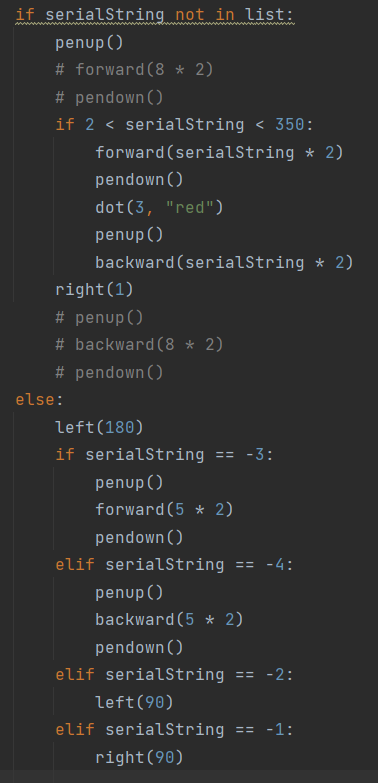 if serialString not in list:
    penup()
    # forward(8 * 2)
    # pendown()
    if 2 < serialString < 350:
        forward(serialString * 2)
        pendown()
        dot(3, "red")
        penup()
        backward(serialString * 2)
    right(1)
    # penup()
    # backward(8 * 2)
    # pendown()
else:
    left(180)
    if serialString == -3:
        penup()
        forward(5 * 2)
        pendown()
    elif serialString == -4:
        penup()
        backward(5 * 2)
        pendown()
    elif serialString == -2:
        left(90)
    elif serialString == -1:
        right(90)